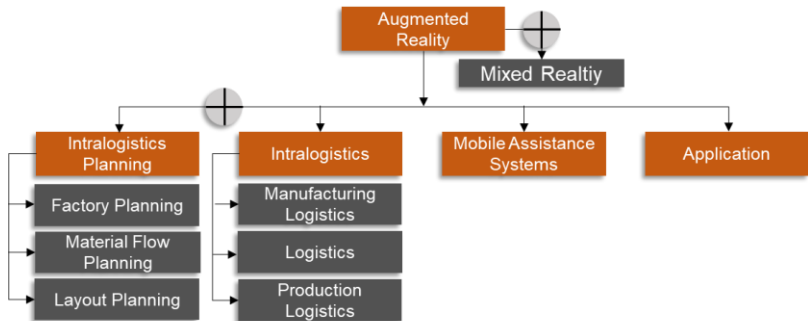 Augmented
Reality
Mixed Realtiy
Intralogistics
Planning
Intralogistics
Mobile Assistance
Systems
Application
Factory Planning
Manufacturing
Logistics
Material Flow
Planning
Logistics
Layout Planning
Production
Logistics